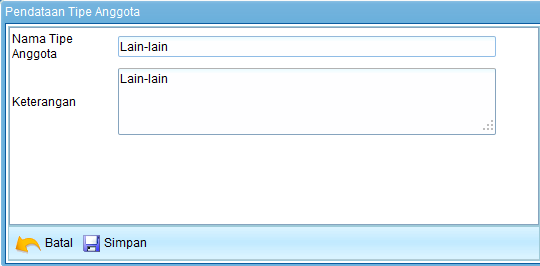 Pendataan Tipe Anggota
Nama Tipe
Anggota
Lain-lain
Keterangan
Lain-lain
Batal
Simpan